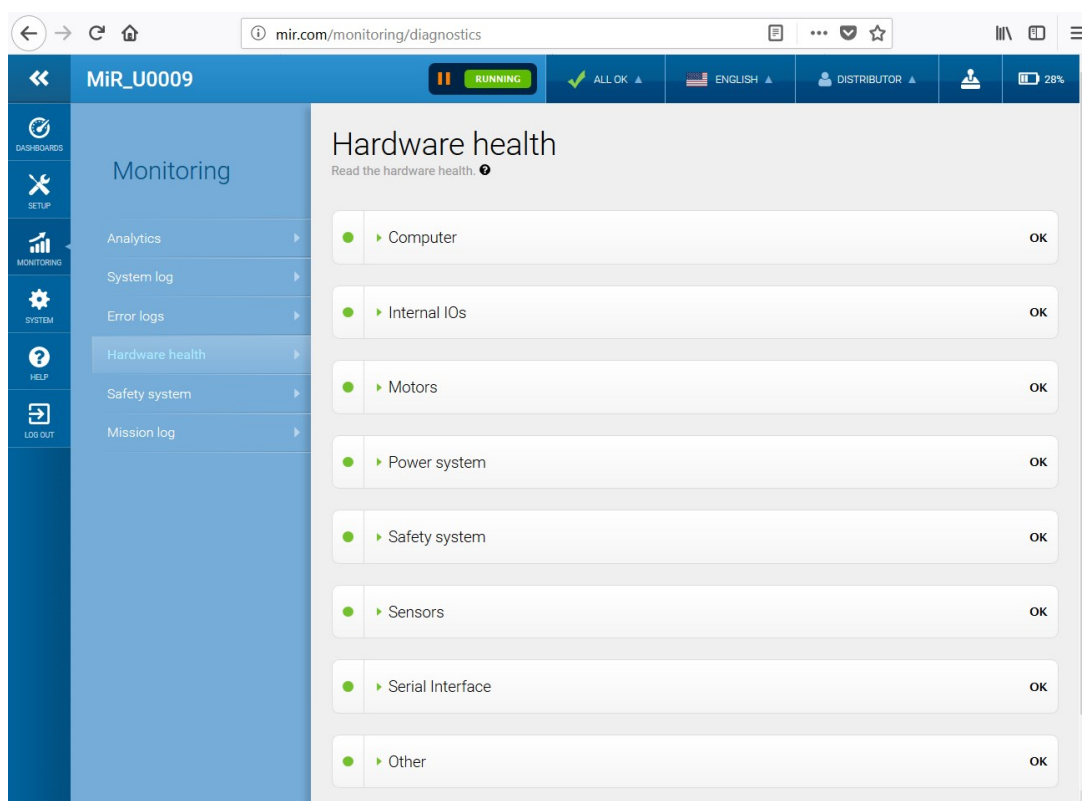 mir.com/monitoring/diagnostics
MiR_U0009
RUNNING
ALL OK
ENGLISH
DISTRIBUTOR
28%
DASHBOARDS
SETUP
MONITORING
SYSTEM
HELP
LOG OUT
Monitoring
Analytics
System log
Error logs
Hardware health
Safety system
Mission log
Hardware health
Read the hardware health.
Computer OK
Internal IOs OK
Motors OK
Power system OK
Safety system OK
Sensors OK
Serial Interface OK
Other OK